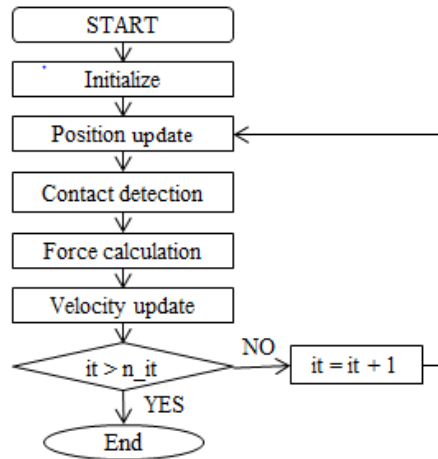 START
Initialize
Position update
Contact detection
Force calculation
Velocity update
it > n_it
NO
it = it + 1
YES
End